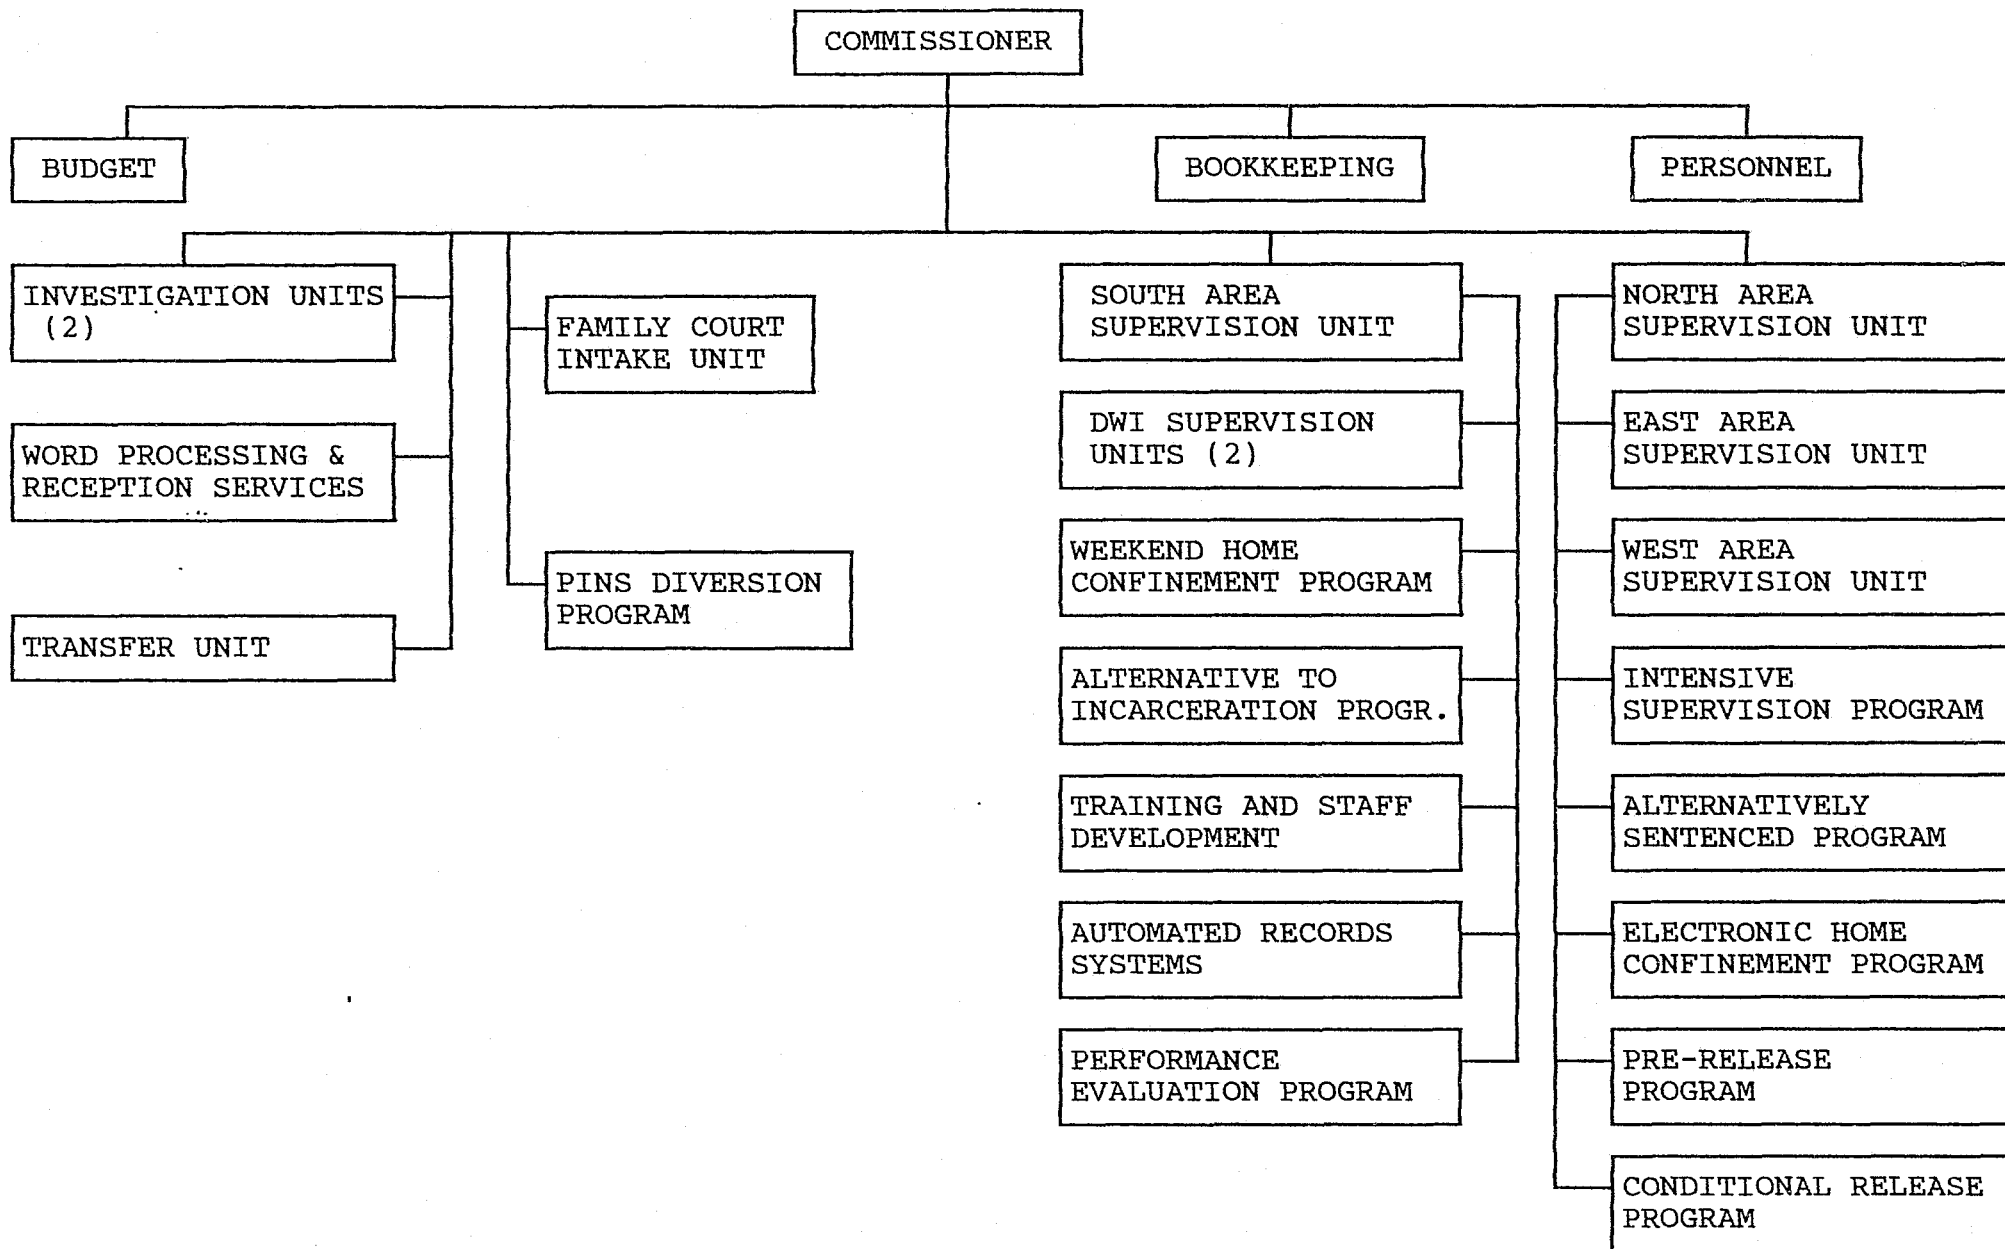 COMMISSIONER
BUDGET
BOOKKEEPING
PERSONNEL
INVESTIGATION UNITS
(2)
WORD PROCESSING &
RECEPTION SERVICES
TRANSFER UNIT
FAMILY COURT
INTAKE UNIT
PINS DIVERSION
PROGRAM
SOUTH AREA
SUPERVISION UNIT
DWI SUPERVISION
UNITS (2)
WEEKEND HOME
CONFINEMENT PROGRAM
ALTERNATIVE TO
INCARCERATION PROGR.
TRAINING AND STAFF
DEVELOPMENT
AUTOMATED RECORDS
SYSTEMS
PERFORMANCE
EVALUATION PROGRAM
NORTH AREA
SUPERVISION UNIT
EAST AREA
SUPERVISION UNIT
WEST AREA
SUPERVISION UNIT
INTENSIVE
SUPERVISION PROGRAM
ALTERNATIVELY
SENTENCED PROGRAM
ELECTRONIC HOME
CONFINEMENT PROGRAM
PRE-RELEASE
PROGRAM
CONDITIONAL RELEASE
PROGRAM